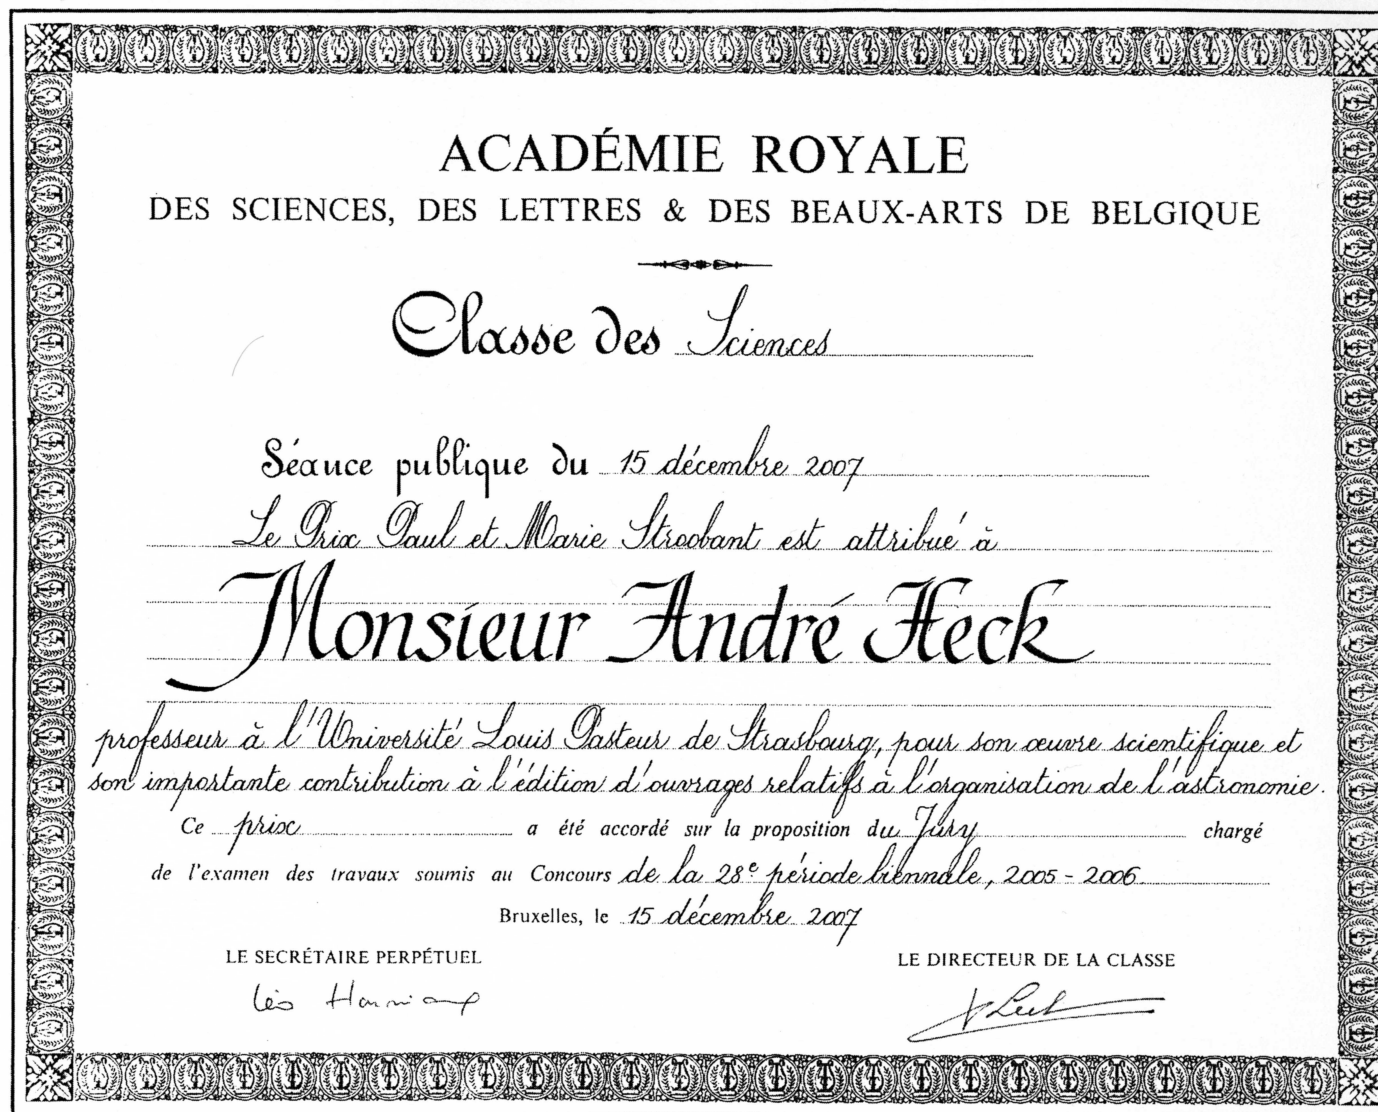 ACADÉMIE ROYALE
DES SCIENCES, DES LETTRES & DES BEAUX-ARTS DE BELGIQUE
Classe des Sciences
Séance publique du 15 décembre 2007
Le Prix Paul et Marie Stroobant est attribué à
Monsieur André Heck
professeur à l'Université Louis Pasteur de Strasbourg, pour son œuvre scientifique et
son importante contribution à l'édition d'ouvrages relatifs à l'organisation de l'astronomie.
Ce prix a été accordé sur la proposition du Jury chargé
de l'examen des travaux soumis au Concours de la 28e période biennale, 2005-2006
Bruxelles, le 15 décembre 2007
LE SECRÉTAIRE PERPÉTUEL
LE DIRECTEUR DE LA CLASSE